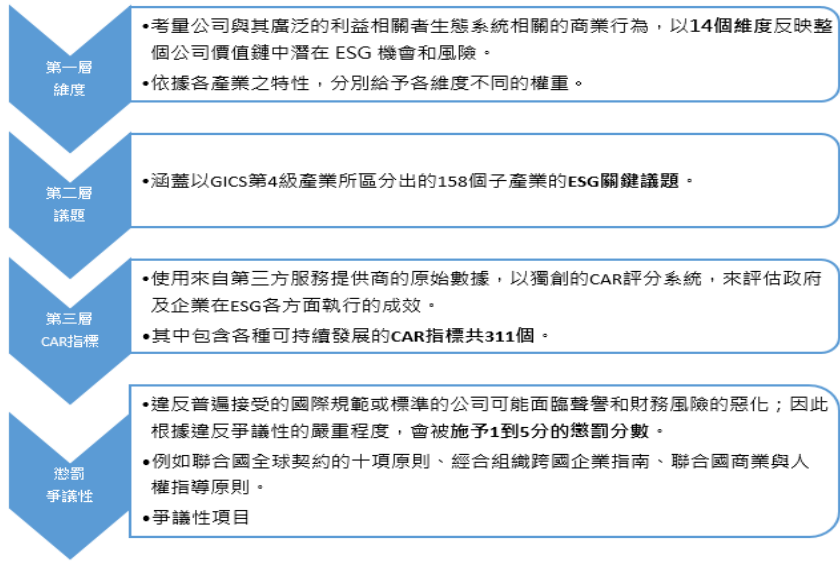 第一層
維度
•考量公司與其廣泛的利益相關者生態系統相關的商業行為，以14個維度反映整
個公司價值鏈中潛在 ESG 機會和風險。
•依據各產業之特性，分別給予各維度不同的權重。
第二層
議題
•涵蓋以GICS第4級產業所區分出的158個子產業的ESG關鍵議題。
第三層
CAR指標
•使用來自第三方服務提供商的原始數據，以獨創的CAR評分系統，來評估政府
及企業在ESG各方面執行的成效。
•其中包含各種可持續發展的CAR指標共311個。
懲罰
爭議性
•違反普遍接受的國際規範或標準的公司可能面臨聲譽和財務風險的惡化；因此
根據違反爭議性的嚴重程度，會被施予1到5分的懲罰分數。
•例如聯合國全球契約的十項原則、經合組織跨國企業指南、聯合國商業與人
權指導原則。
•爭議性項目